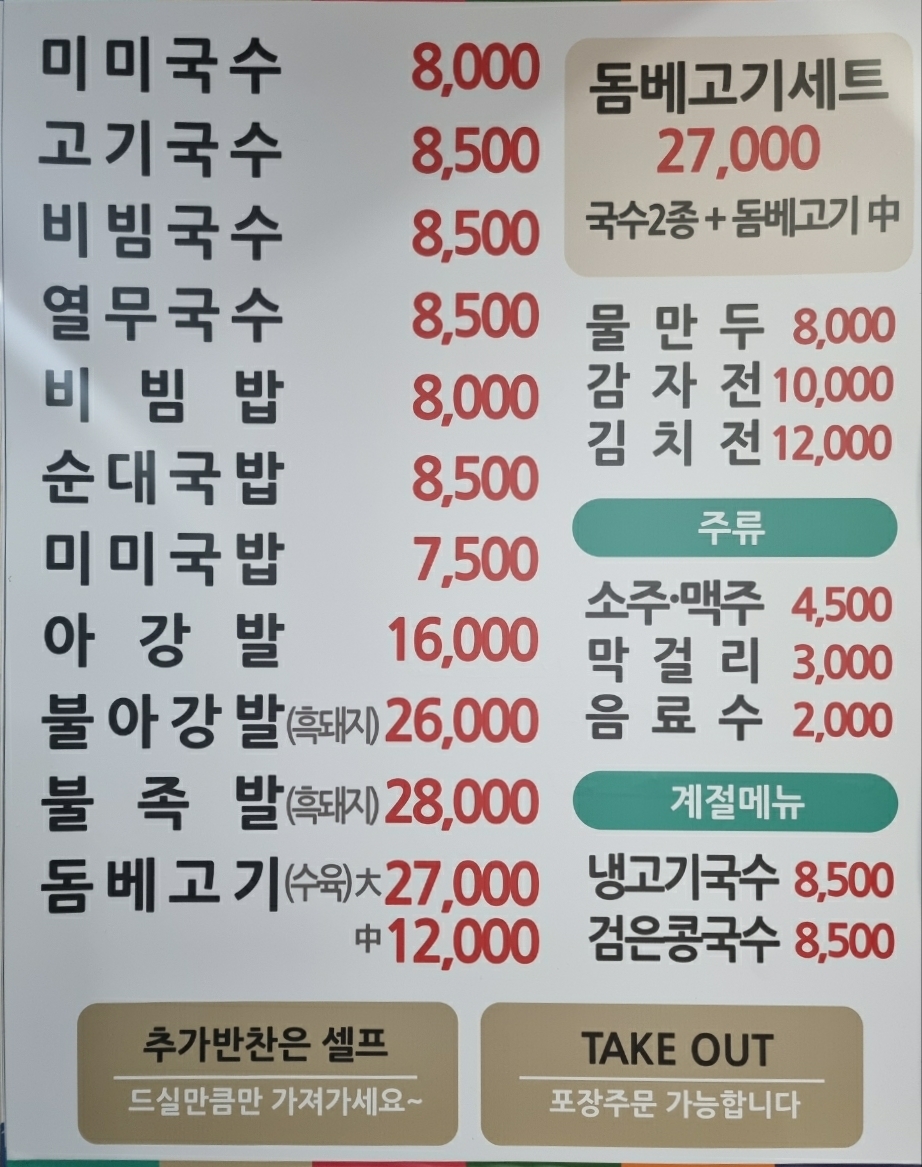 미미국수 8,000
고기국수 8,500
비빔국수 8,500
열무국수 8,500
비빔밥 8,000
순대국밥 8,500
미미국밥 7,500
아강발 16,000
불아강발(흑돼지) 26,000
불족발(흑돼지) 28,000
돔베고기(수육)大 27,000
中 12,000
돔베고기세트
27,000
국수2종+돔베고기 中
물만두 8,000
감자전 10,000
김치전 12,000
주류
소주·맥주 4,500
막걸리 3,000
음료수 2,000
계절메뉴
냉고기국수 8,500
검은콩국수 8,500
추가반찬은 셀프
드실만큼만 가져가세요~
TAKE OUT
포장주문 가능합니다